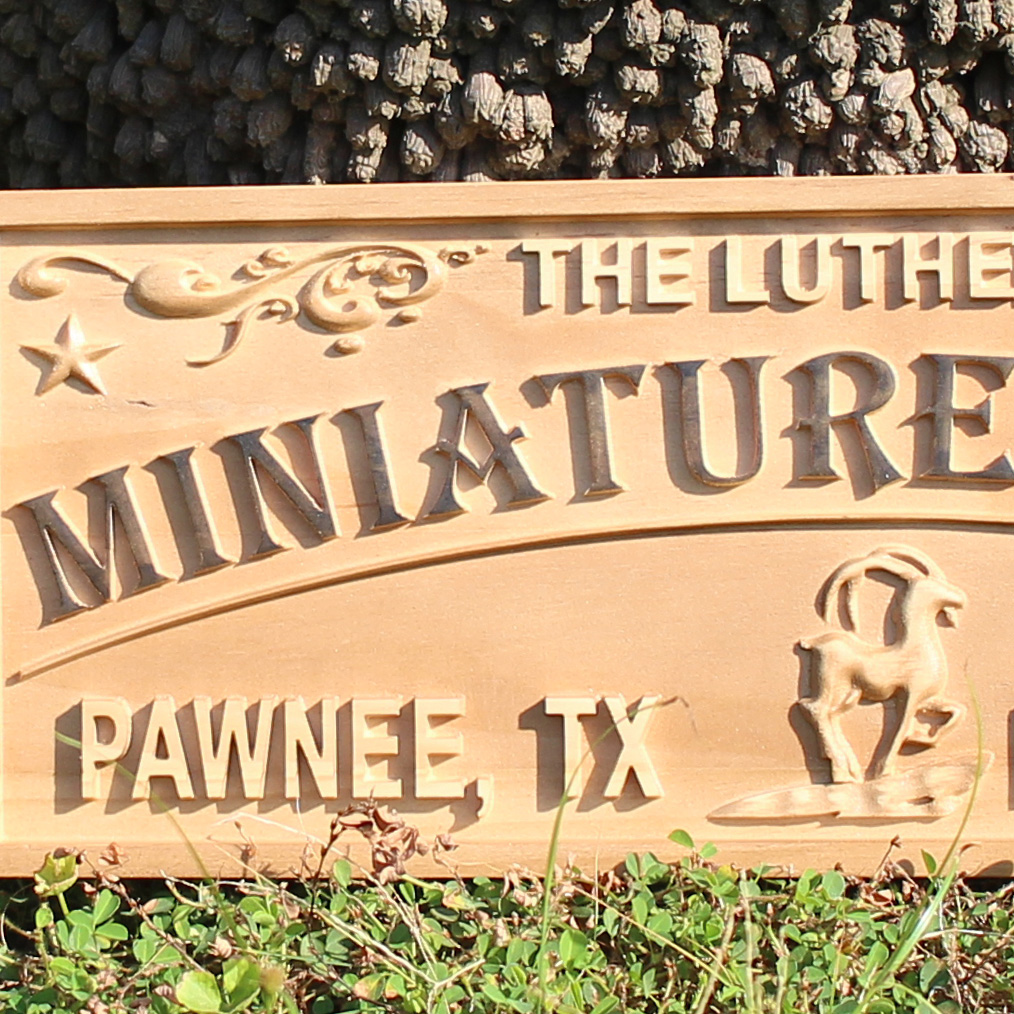 THE LUTHE
MINIATURE
PAWNEE, TX